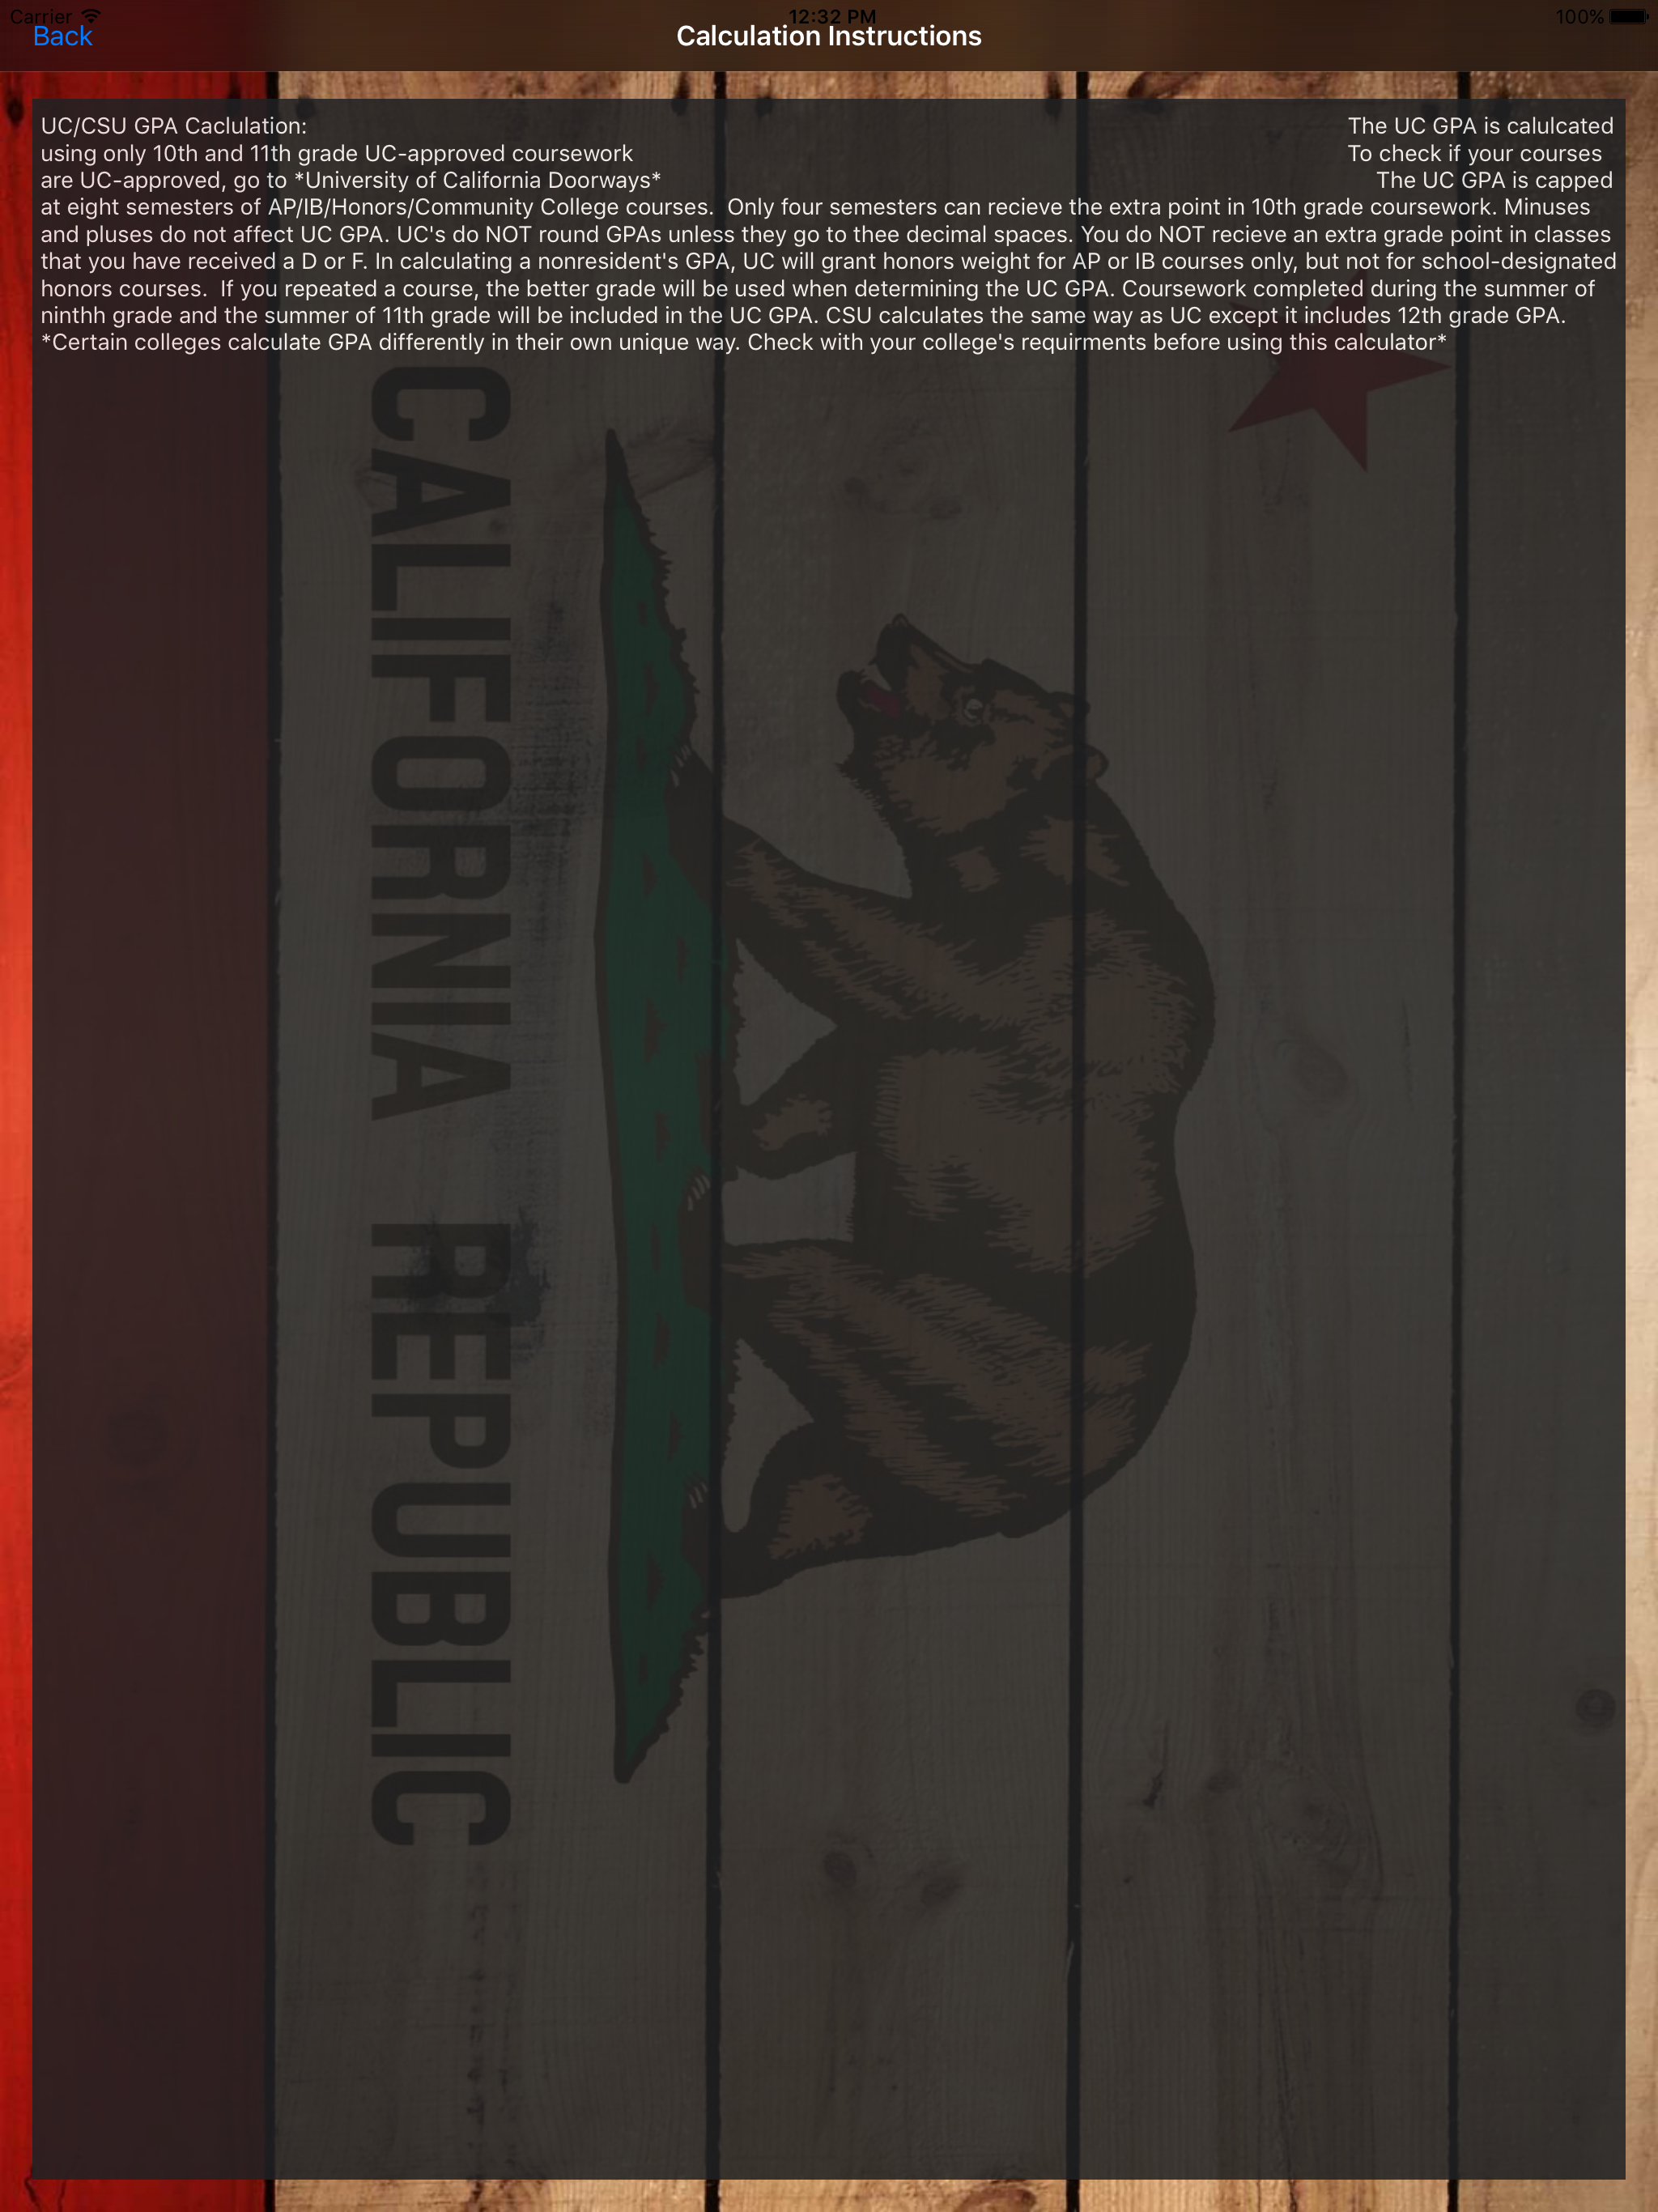 Carrier 12:32 PM 100%
Back Calculation Instructions
UC/CSU GPA Caclulation: The UC GPA is calulcated
using only 10th and 11th grade UC-approved coursework To check if your courses
are UC-approved, go to *University of California Doorways* The UC GPA is capped
at eight semesters of AP/IB/Honors/Community College courses.  Only four semesters can recieve the extra point in 10th grade coursework. Minuses
and pluses do not affect UC GPA. UC's do NOT round GPAs unless they go to thee decimal spaces. You do NOT recieve an extra grade point in classes
that you have received a D or F. In calculating a nonresident's GPA, UC will grant honors weight for AP or IB courses only, but not for school-designated
honors courses.  If you repeated a course, the better grade will be used when determining the UC GPA. Coursework completed during the summer of
ninthh grade and the summer of 11th grade will be included in the UC GPA. CSU calculates the same way as UC except it includes 12th grade GPA.
*Certain colleges calculate GPA differently in their own unique way. Check with your college's requirments before using this calculator*
CALIFORNIA REPUBLIC